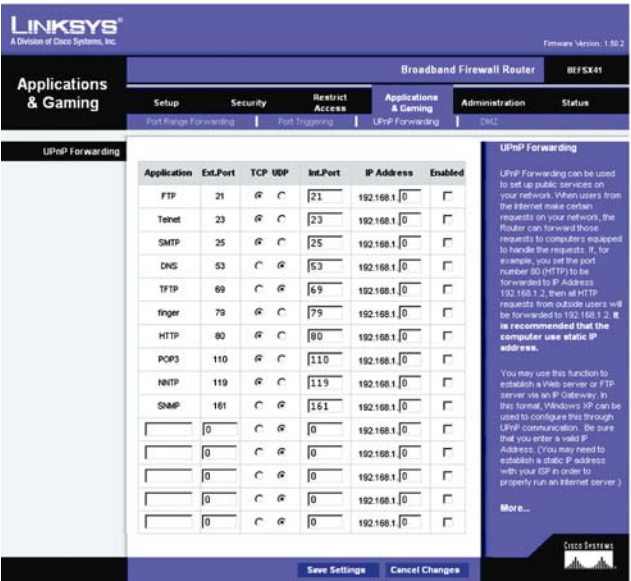 LINKSYS®
A Division of Cisco Systems, Inc.
Firmware Version: 1.50.2
Applications & Gaming
Broadband Firewall Router BEFSX41
Setup Security Restrict Access Applications & Gaming Administration Status
Port Range Forwarding | Port Triggering | UPnP Forwarding | DMZ
UPnP Forwarding
Application Ext.Port TCP UDP Int.Port IP Address Enabled
FTP 21 21 192.168.1. 0
Telnet 23 23 192.168.1. 0
SMTP 25 25 192.168.1. 0
DNS 53 53 192.168.1. 0
TFTP 69 69 192.168.1. 0
finger 79 79 192.168.1. 0
HTTP 80 80 192.168.1. 0
POP3 110 110 192.168.1. 0
NNTP 119 119 192.168.1. 0
SNMP 161 161 192.168.1. 0
0 0 192.168.1. 0
0 0 192.168.1. 0
0 0 192.168.1. 0
0 0 192.168.1. 0
0 0 192.168.1. 0
UPnP Forwarding
UPnP Forwarding can be used
to set up public services on
your network. When users from
the Internet make certain
requests on your network, the
Router can forward those
requests to computers equipped
to handle the requests. If, for
example, you set the port
number 80 (HTTP) to be
forwarded to IP Address
192.168.1.2, then all HTTP
requests from outside users will
be forwarded to 192.168.1.2. It
is recommended that the
computer use static IP
address.
You may use this function to
establish a Web server or FTP
server via an IP Gateway. In
this format, Windows XP can be
used to configure this through
UPnP communication. Be sure
that you enter a valid IP
Address. (You may need to
establish a static IP address
with your ISP in order to
properly run an Internet server.)
More...
Save Settings Cancel Changes
CISCO SYSTEMS